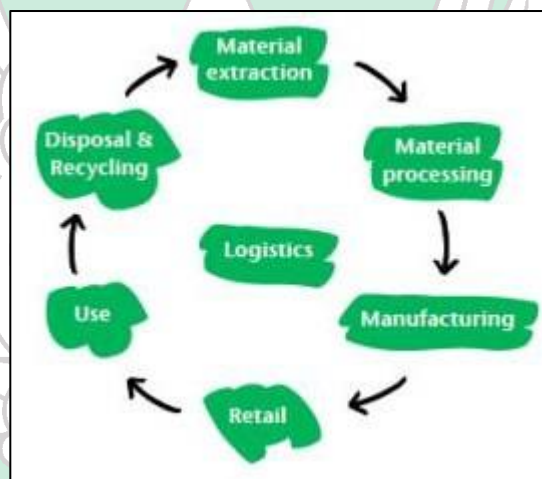 Material
extraction
Material
processing
Manufacturing
Retail
Use
Disposal &
Recycling
Logistics